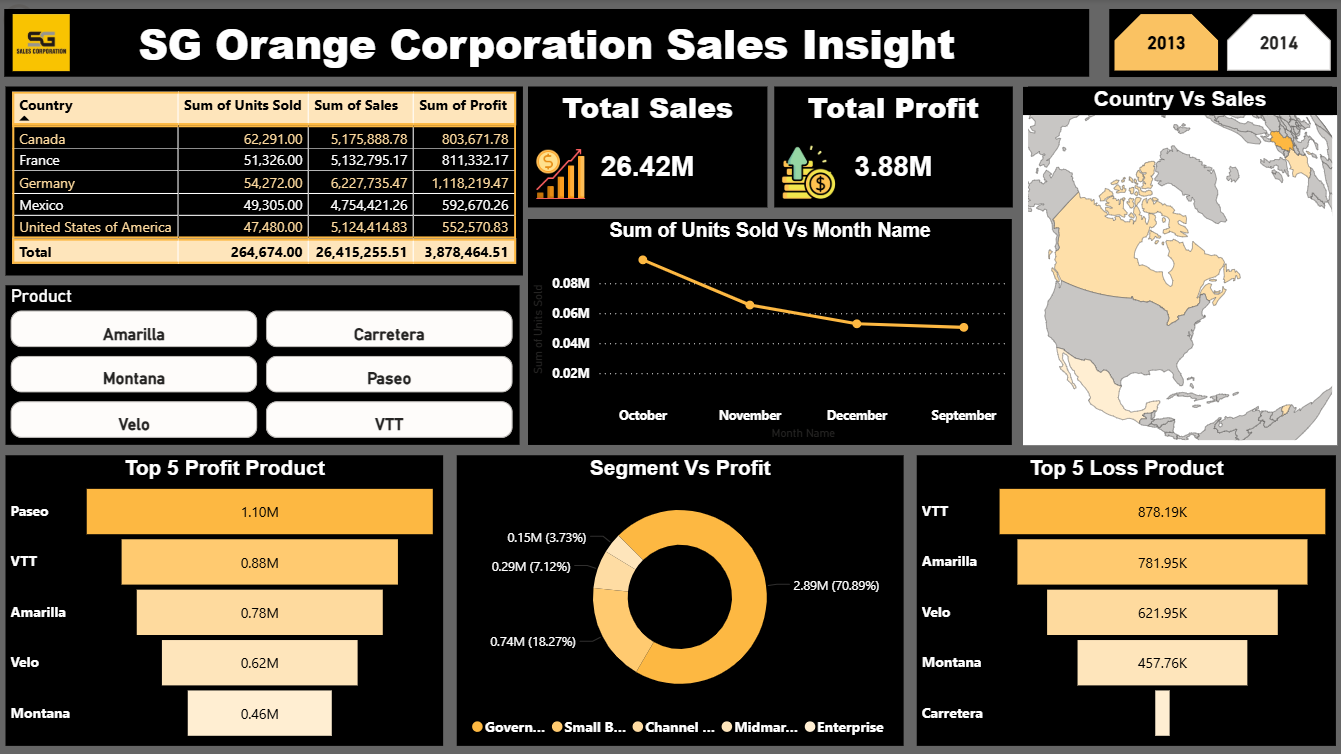 SG
SALES CORPORATION
SG Orange Corporation Sales Insight
2013
2014
Country Sum of Units Sold Sum of Sales Sum of Profit
Canada 62,291.00 5,175,888.78 803,671.78
France 51,326.00 5,132,795.17 811,332.17
Germany 54,272.00 6,227,735.47 1,118,219.47
Mexico 49,305.00 4,754,421.26 592,670.26
United States of America 47,480.00 5,124,414.83 552,570.83
Total 264,674.00 26,415,255.51 3,878,464.51
Product
Amarilla Carretera
Montana Paseo
Velo VTT
Total Sales
26.42M
Total Profit
3.88M
Sum of Units Sold Vs Month Name
Sum of Units Sold
0.08M
0.06M
0.04M
0.02M
October November December September
Month Name
Country Vs Sales
Top 5 Profit Product
Paseo 1.10M
VTT 0.88M
Amarilla 0.78M
Velo 0.62M
Montana 0.46M
Segment Vs Profit
0.15M (3.73%)
0.29M (7.12%)
2.89M (70.89%)
0.74M (18.27%)
Govern... Small B... Channel ... Midmar... Enterprise
Top 5 Loss Product
VTT 878.19K
Amarilla 781.95K
Velo 621.95K
Montana 457.76K
Carretera